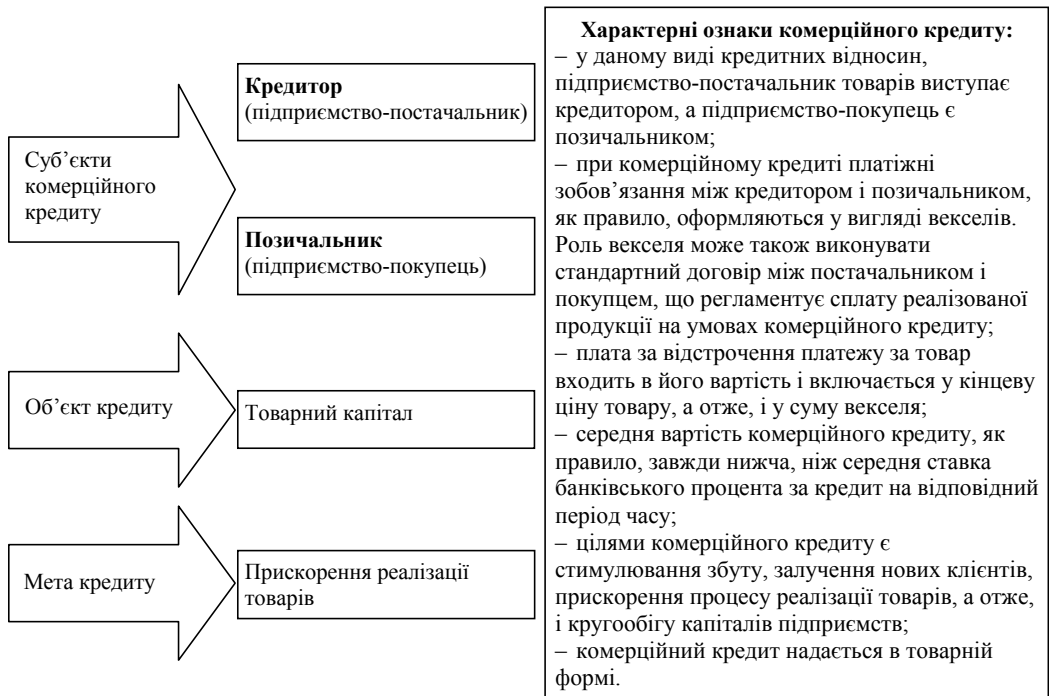 Суб’єкти
комерційного
кредиту
Кредитор
(підприємство-постачальник)
Позичальник
(підприємство-покупець)
Об’єкт кредиту
Товарний капітал
Мета кредиту
Прискорення реалізації
товарів
Характерні ознаки комерційного кредиту:
– у даному виді кредитних відносин,
підприємство-постачальник товарів виступає
кредитором, а підприємство-покупець є
позичальником;
– при комерційному кредиті платіжні
зобов’язання між кредитором і позичальником,
як правило, оформляються у вигляді векселів.
Роль векселя може також виконувати
стандартний договір між постачальником і
покупцем, що регламентує сплату реалізованої
продукції на умовах комерційного кредиту;
– плата за відстрочення платежу за товар
входить в його вартість і включається у кінцеву
ціну товару, а отже, і у суму векселя;
– середня вартість комерційного кредиту, як
правило, завжди нижча, ніж середня ставка
банківського процента за кредит на відповідний
період часу;
– цілями комерційного кредиту є
стимулювання збуту, залучення нових клієнтів,
прискорення процесу реалізації товарів, а отже,
і кругообігу капіталів підприємств;
– комерційний кредит надається в товарній
формі.